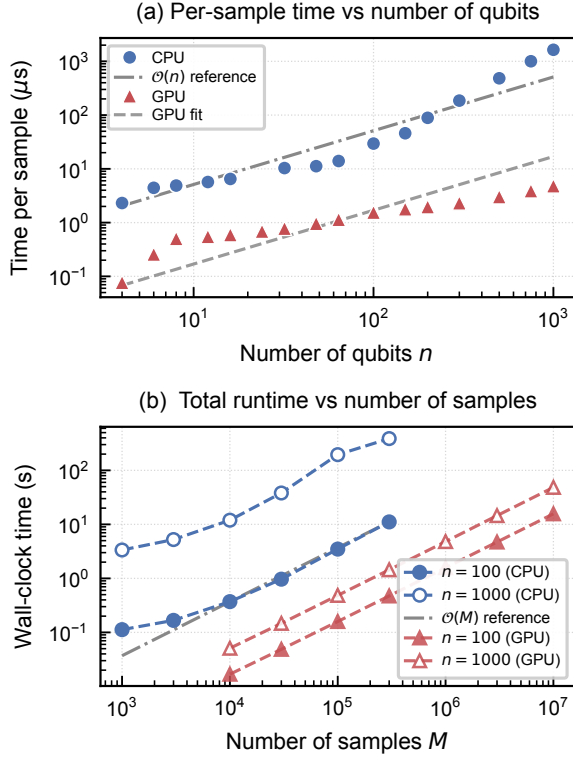 (a) Per-sample time vs number of qubits
Time per sample (μs)
10³
10²
10¹
10⁰
10⁻¹
CPU
𝒪(n) reference
GPU
GPU fit
10¹
10²
10³
Number of qubits n
(b) Total runtime vs number of samples
Wall-clock time (s)
10²
10¹
10⁰
10⁻¹
n = 100 (CPU)
n = 1000 (CPU)
𝒪(M) reference
n = 100 (GPU)
n = 1000 (GPU)
10³
10⁴
10⁵
10⁶
10⁷
Number of samples M